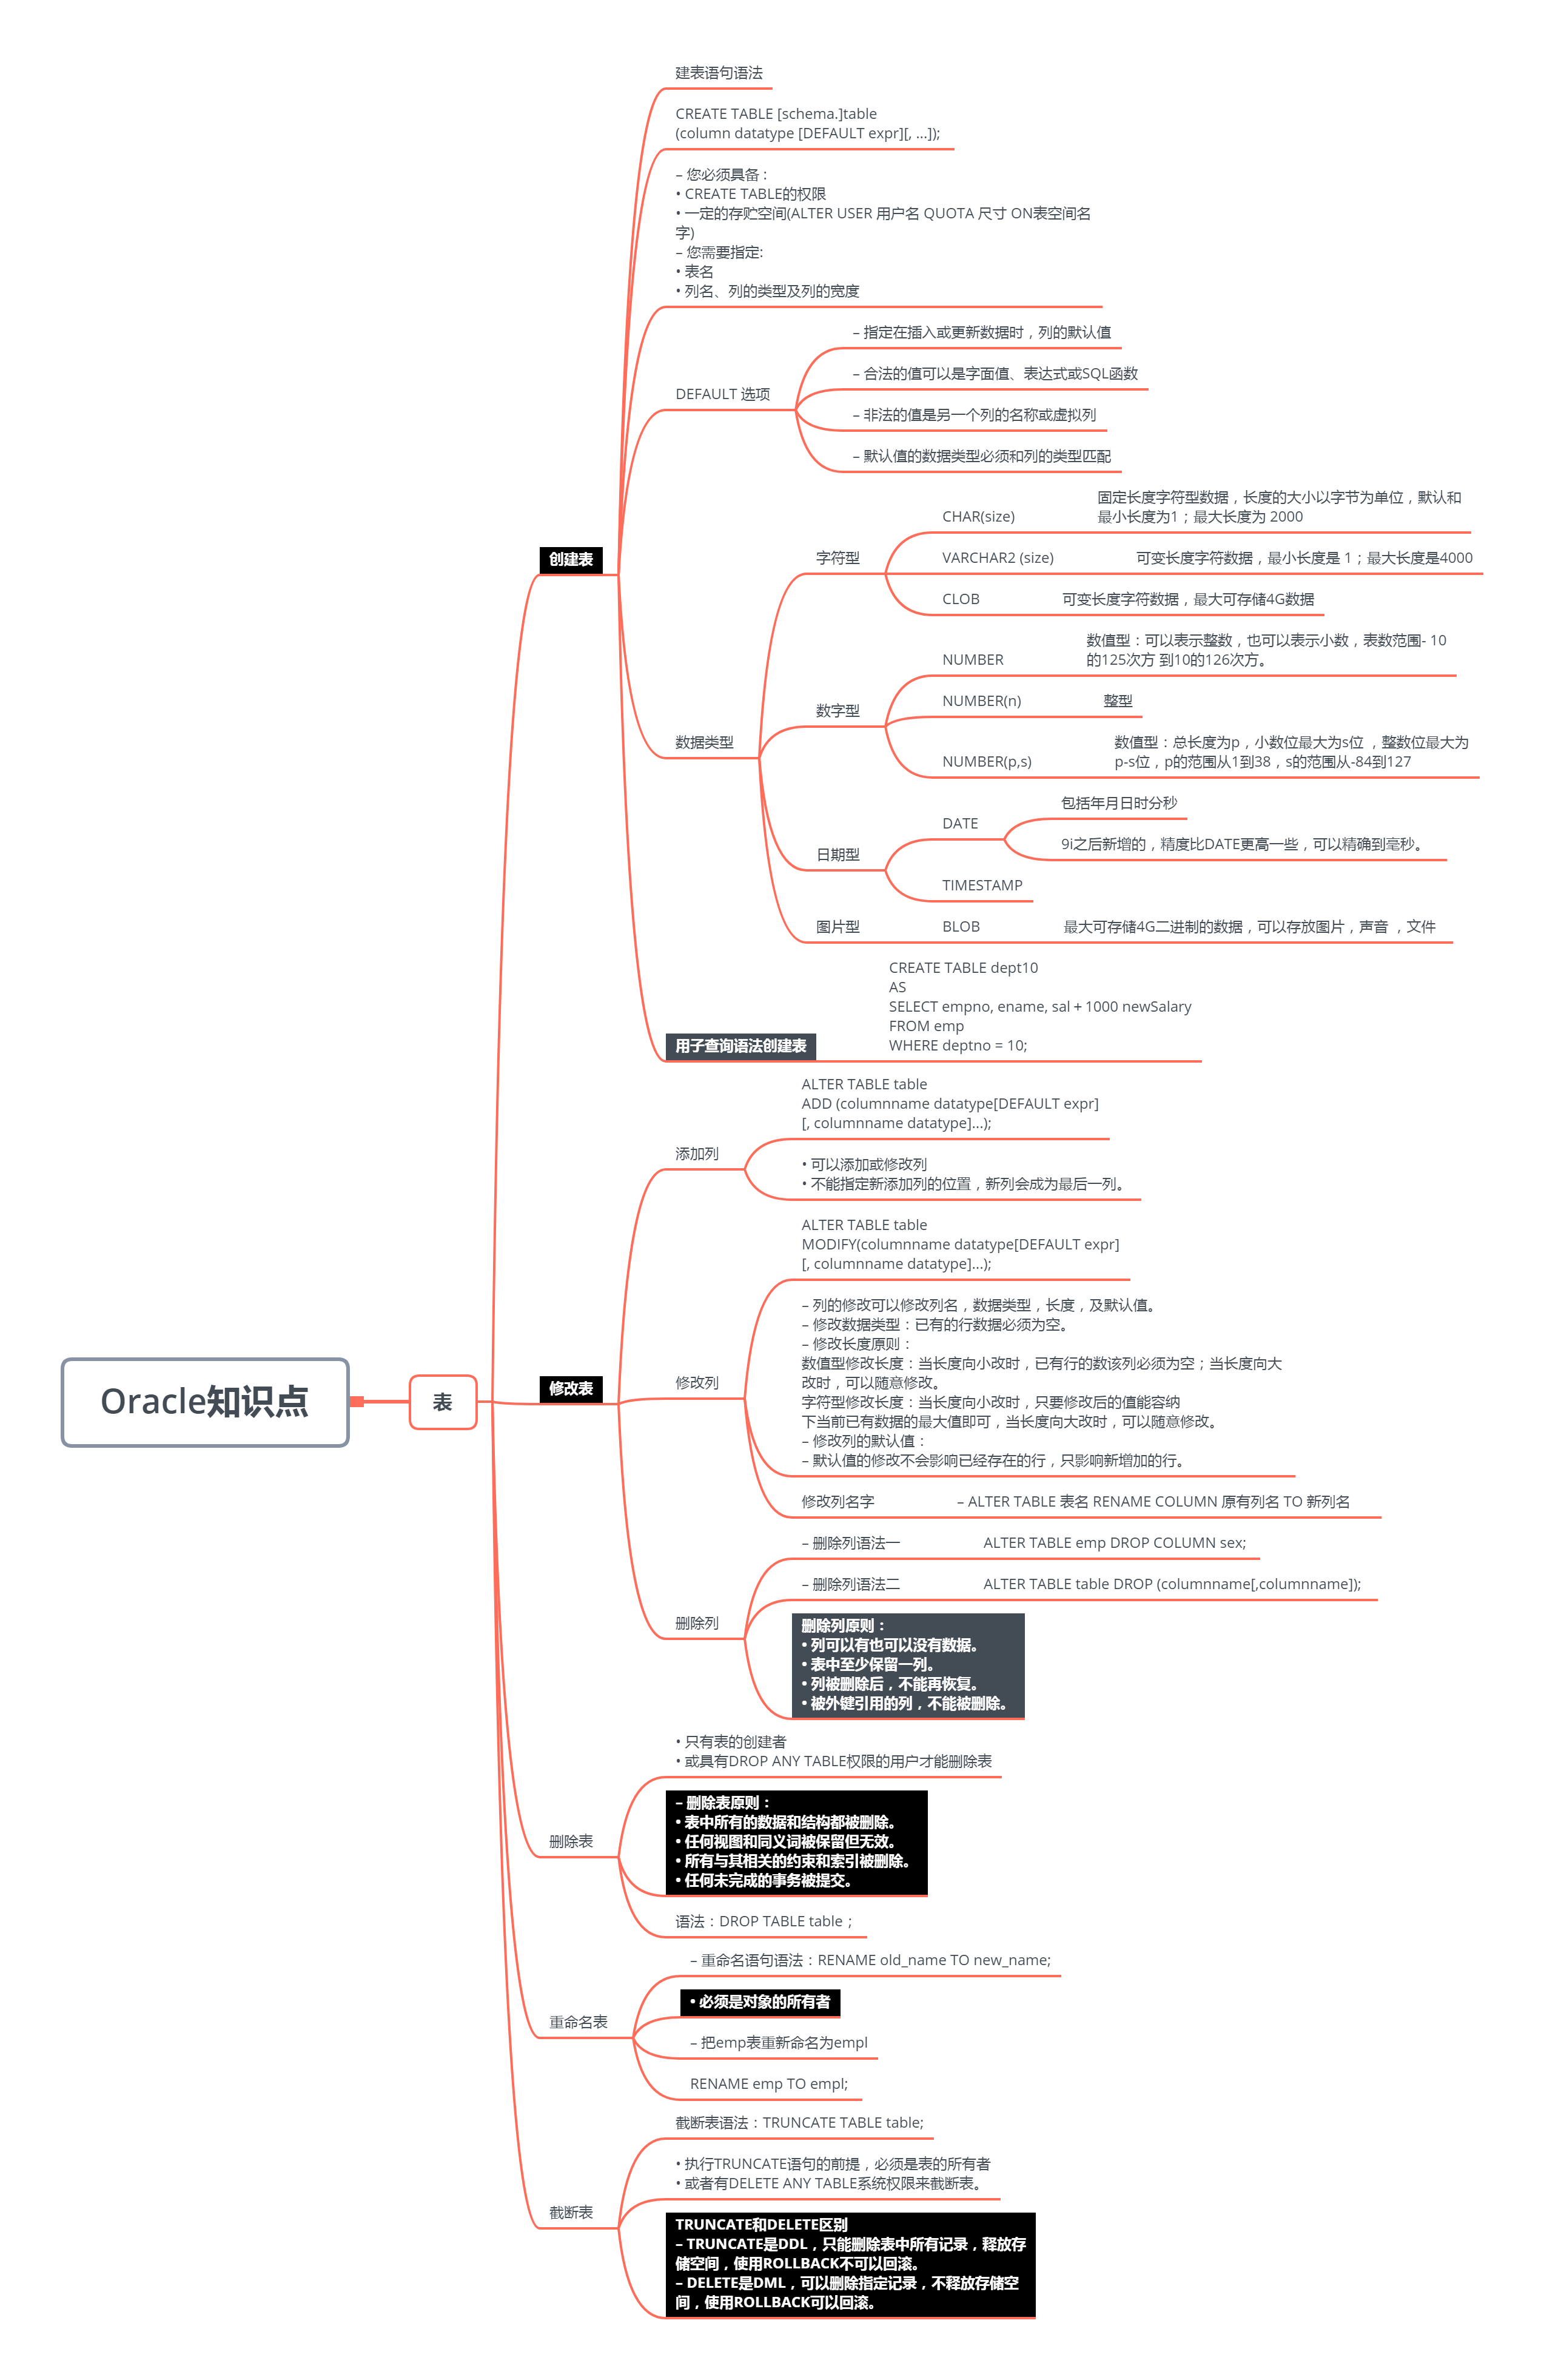 Oracle知识点
表
创建表
建表语句语法
CREATE TABLE [schema.]table
(column datatype [DEFAULT expr][, ...]);
– 您必须具备：
• CREATE TABLE的权限
• 一定的存贮空间(ALTER USER 用户名 QUOTA 尺寸 ON表空间名
字)
– 您需要指定:
• 表名
• 列名、列的类型及列的宽度
DEFAULT 选项
– 指定在插入或更新数据时，列的默认值
– 合法的值可以是字面值、表达式或SQL函数
– 非法的值是另一个列的名称或虚拟列
– 默认值的数据类型必须和列的类型匹配
数据类型
字符型
CHAR(size)
固定长度字符型数据，长度的大小以字节为单位，默认和
最小长度为1；最大长度为 2000
VARCHAR2 (size)
可变长度字符数据，最小长度是 1；最大长度是4000
CLOB
可变长度字符数据，最大可存储4G数据
数字型
NUMBER
数值型：可以表示整数，也可以表示小数，表数范围- 10
的125次方 到10的126次方。
NUMBER(n)
整型
NUMBER(p,s)
数值型：总长度为p，小数位最大为s位 ，整数位最大为
p-s位，p的范围从1到38，s的范围从-84到127
日期型
DATE
包括年月日时分秒
9i之后新增的，精度比DATE更高一些，可以精确到毫秒。
TIMESTAMP
图片型
BLOB
最大可存储4G二进制的数据，可以存放图片，声音 ，文件
用子查询语法创建表
CREATE TABLE dept10
AS
SELECT empno, ename, sal + 1000 newSalary
FROM emp
WHERE deptno = 10;
修改表
添加列
ALTER TABLE table
ADD (columnname datatype[DEFAULT expr]
[, columnname datatype]...);
• 可以添加或修改列
• 不能指定新添加列的位置，新列会成为最后一列。
修改列
ALTER TABLE table
MODIFY(columnname datatype[DEFAULT expr]
[, columnname datatype]...);
– 列的修改可以修改列名，数据类型，长度，及默认值。
– 修改数据类型：已有的行数据必须为空。
– 修改长度原则：
数值型修改长度：当长度向小改时，已有行的数该列必须为空；当长度向大
改时，可以随意修改。
字符型修改长度：当长度向小改时，只要修改后的值能容纳
下当前已有数据的最大值即可，当长度向大改时，可以随意修改。
– 修改列的默认值：
– 默认值的修改不会影响已经存在的行，只影响新增加的行。
修改列名字
– ALTER TABLE 表名 RENAME COLUMN 原有列名 TO 新列名
删除列
– 删除列语法一
ALTER TABLE emp DROP COLUMN sex;
– 删除列语法二
ALTER TABLE table DROP (columnname[,columnname]);
删除列原则：
• 列可以有也可以没有数据。
• 表中至少保留一列。
• 列被删除后，不能再恢复。
• 被外键引用的列，不能被删除。
删除表
• 只有表的创建者
• 或具有DROP ANY TABLE权限的用户才能删除表
– 删除表原则：
• 表中所有的数据和结构都被删除。
• 任何视图和同义词被保留但无效。
• 所有与其相关的约束和索引被删除。
• 任何未完成的事务被提交。
语法：DROP TABLE table；
重命名表
– 重命名语句语法：RENAME old_name TO new_name;
• 必须是对象的所有者
– 把emp表重新命名为empl
RENAME emp TO empl;
截断表
截断表语法：TRUNCATE TABLE table;
• 执行TRUNCATE语句的前提，必须是表的所有者
• 或者有DELETE ANY TABLE系统权限来截断表。
TRUNCATE和DELETE区别
– TRUNCATE是DDL，只能删除表中所有记录，释放存
储空间，使用ROLLBACK不可以回滚。
– DELETE是DML，可以删除指定记录，不释放存储空
间，使用ROLLBACK可以回滚。